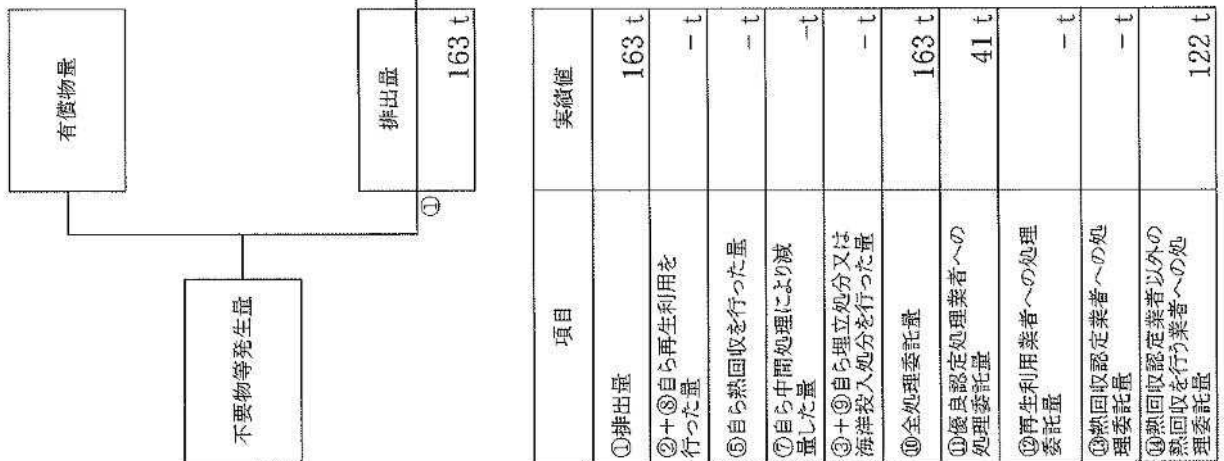 有償物量
不要物等発生量
排出量
163 t
①
項目 実績値
①排出量 163 t
②+⑧自ら再生利用を
行った量 － t
⑤自ら熱回収を行った量 － t
⑦自ら中間処理により減
量した量 －t
③+⑨自ら埋立処分又は
海洋投入処分を行った量 － t
⑩全処理委託量 163 t
⑪優良認定処理業者への
処理委託量 41 t
⑫再生利用業者への処理
委託量 － t
⑬熱回収認定業者への処
理委託量 － t
⑭熱回収認定業者以外の
熱回収を行う業者への処
理委託量 122 t